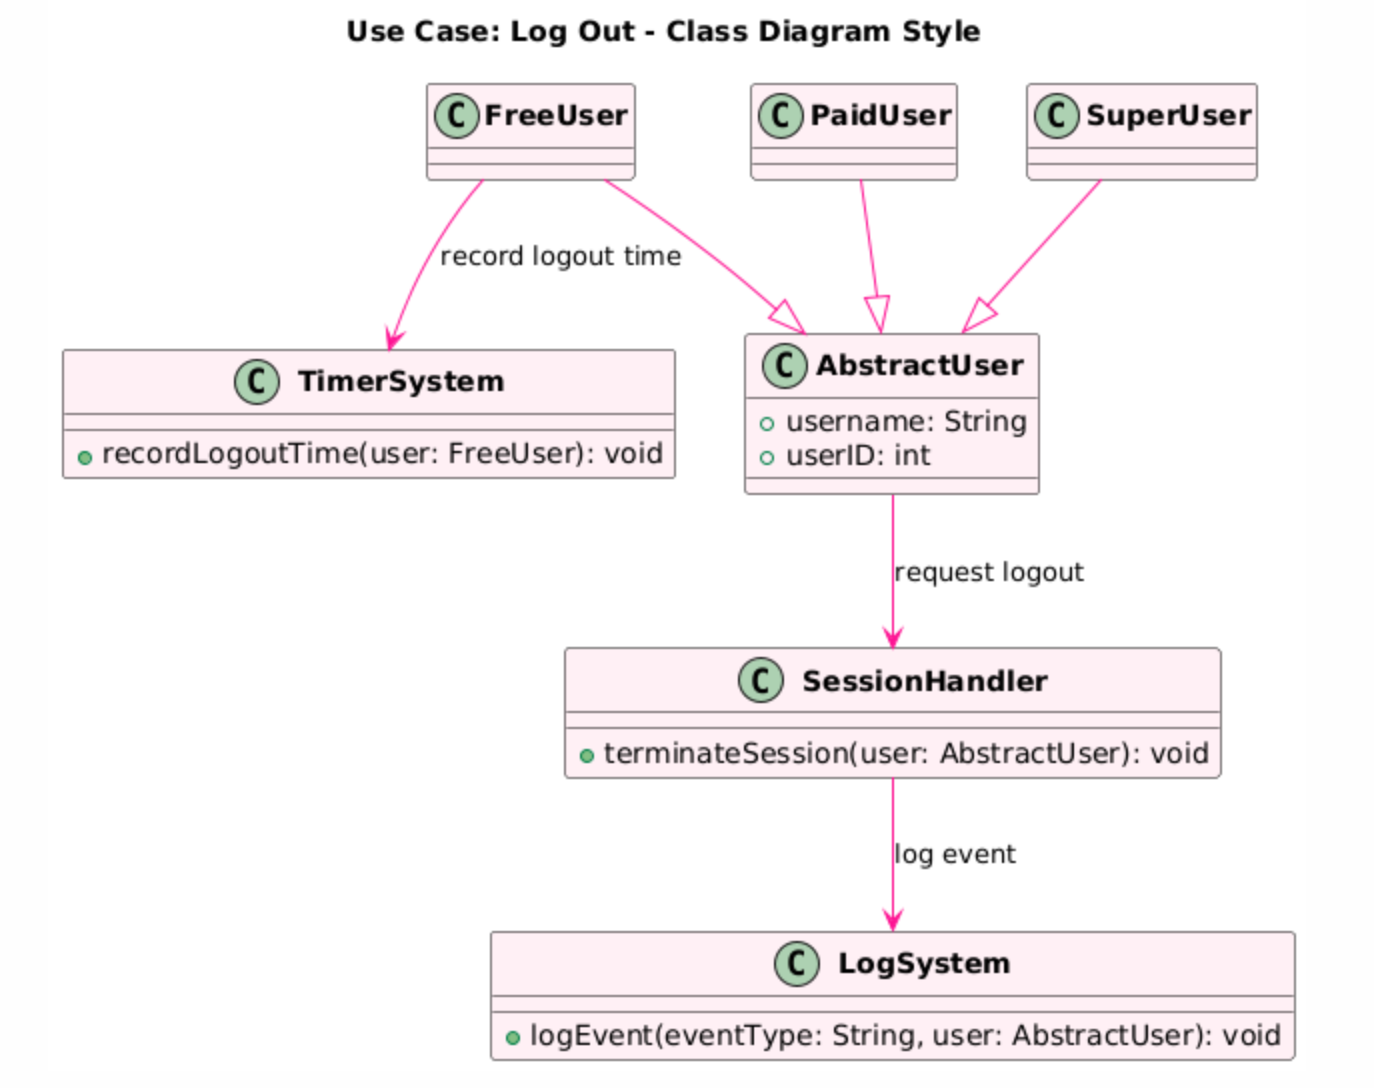 Use Case: Log Out - Class Diagram Style
C FreeUser
C PaidUser
C SuperUser
record logout time
C TimerSystem
recordLogoutTime(user: FreeUser): void
C AbstractUser
username: String
userID: int
request logout
C SessionHandler
terminateSession(user: AbstractUser): void
log event
C LogSystem
logEvent(eventType: String, user: AbstractUser): void